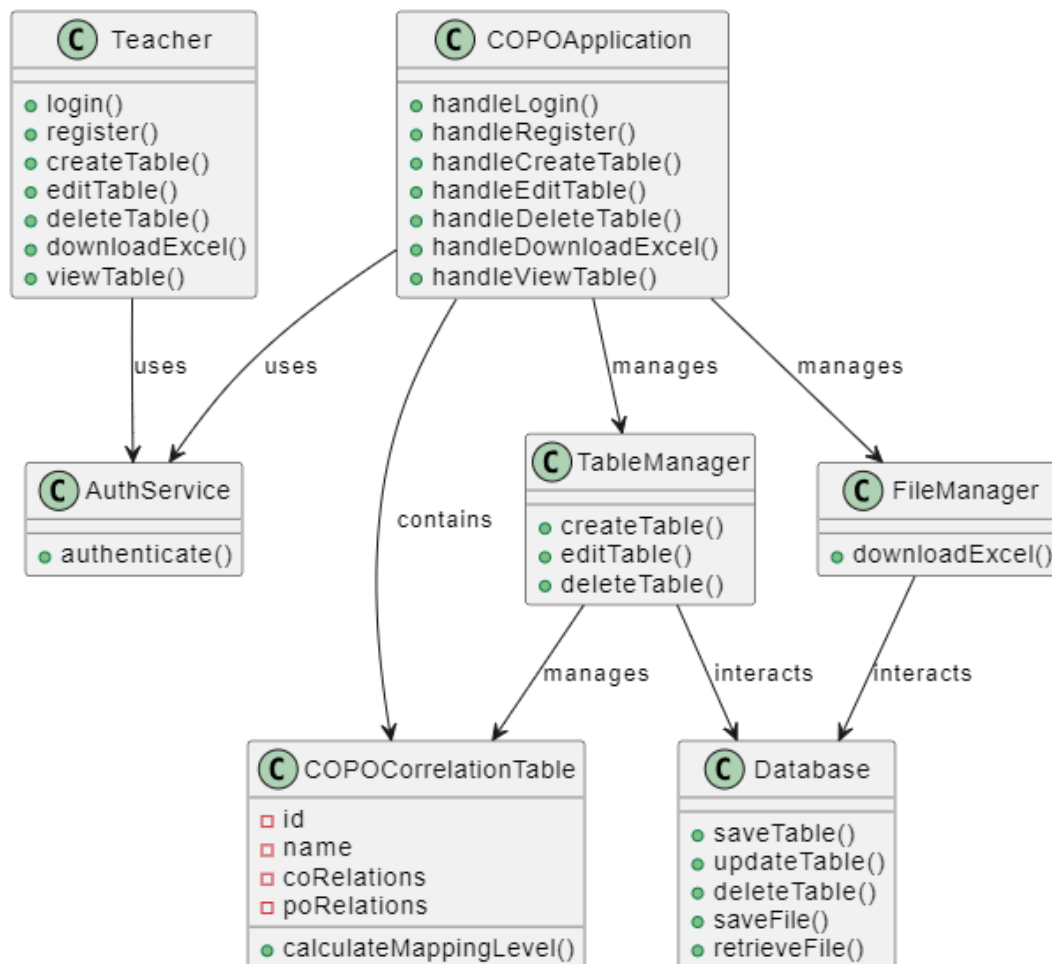 C Teacher
login()
register()
createTable()
editTable()
deleteTable()
downloadExcel()
viewTable()
C COPOApplication
handleLogin()
handleRegister()
handleCreateTable()
handleEditTable()
handleDeleteTable()
handleDownloadExcel()
handleViewTable()
uses
uses
manages
manages
contains
C AuthService
authenticate()
C TableManager
createTable()
editTable()
deleteTable()
C FileManager
downloadExcel()
manages
interacts
interacts
C COPOCorrelationTable
id
name
coRelations
poRelations
calculateMappingLevel()
C Database
saveTable()
updateTable()
deleteTable()
saveFile()
retrieveFile()